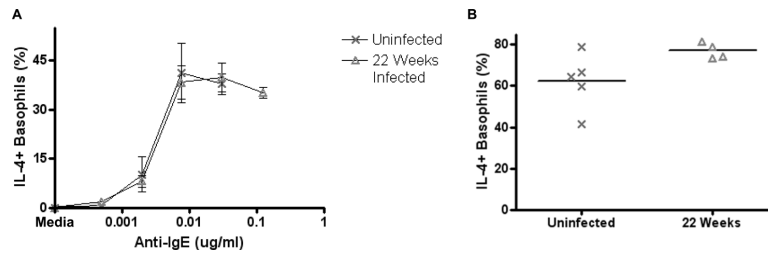 A
IL-4+ Basophils (%)
45
30
15
0
Media
0.001
0.01
0.1
1
Anti-IgE (ug/ml)
Uninfected
22 Weeks
Infected
B
IL-4+ Basophils (%)
80
60
40
20
0
Uninfected
22 Weeks